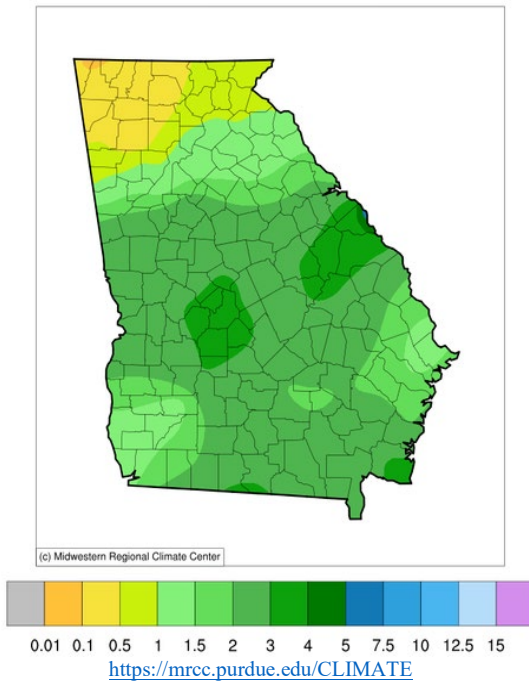 (c) Midwestern Regional Climate Center
0.01 0.1 0.5 1 1.5 2 3 4 5 7.5 10 12.5 15
https://mrcc.purdue.edu/CLIMATE